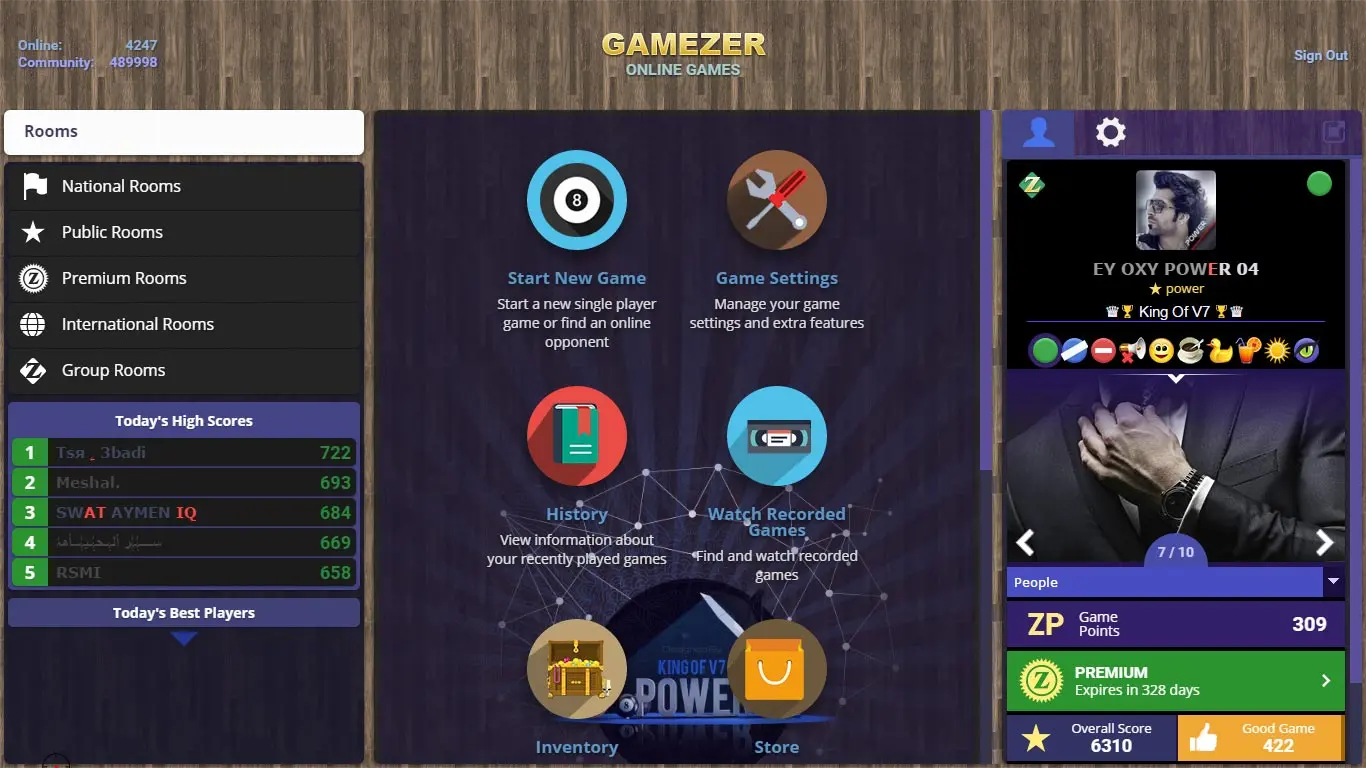 Online: 4247
Community: 489998
GAMEZER
ONLINE GAMES
Sign Out
Rooms
National Rooms
Public Rooms
Premium Rooms
International Rooms
Group Rooms
Today's High Scores
1 Tsя ـ 3badi 722
2 Meshal. 693
3 SWAT AYMEN IQ 684
4 669
5 RSMI 658
Today's Best Players
8
Start New Game
Start a new single player
game or find an online
opponent
Game Settings
Manage your game
settings and extra features
History
View information about
your recently played games
Watch Recorded
Games
Find and watch recorded
games
KING OF V7
POWER
8
Inventory
Store
Z
POWER
EY OXY POWER 04
★ power
♛🏆 King Of V7 🏆♛
7 / 10
People
ZP Game
Points
309
PREMIUM
Expires in 328 days
Overall Score
6310
Good Game
422